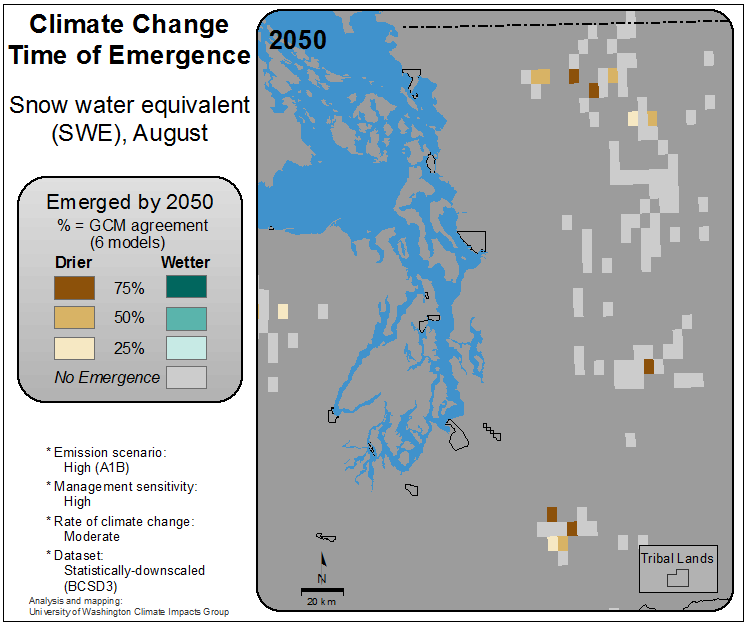 Climate Change
Time of Emergence
Snow water equivalent
(SWE), August
Emerged by 2050
% = GCM agreement
(6 models)
Drier Wetter
75%
50%
25%
No Emergence
* Emission scenario:
High (A1B)
* Management sensitivity:
High
* Rate of climate change:
Moderate
* Dataset:
Statistically-downscaled
(BCSD3)
Analysis and mapping:
University of Washington Climate Impacts Group
2050
N
20 km
Tribal Lands